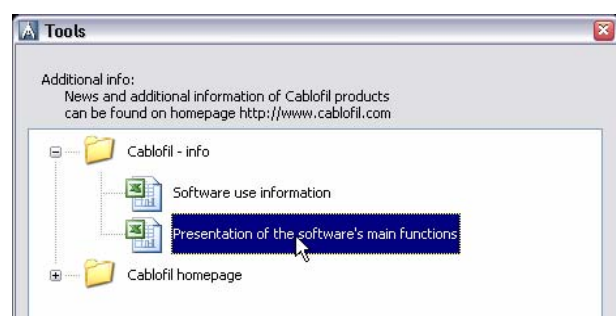 Tools
Additional info:
News and additional information of Cablofil products
can be found on homepage http://www.cablofil.com
Cablofil - info
Software use information
Presentation of the software's main functions
Cablofil homepage